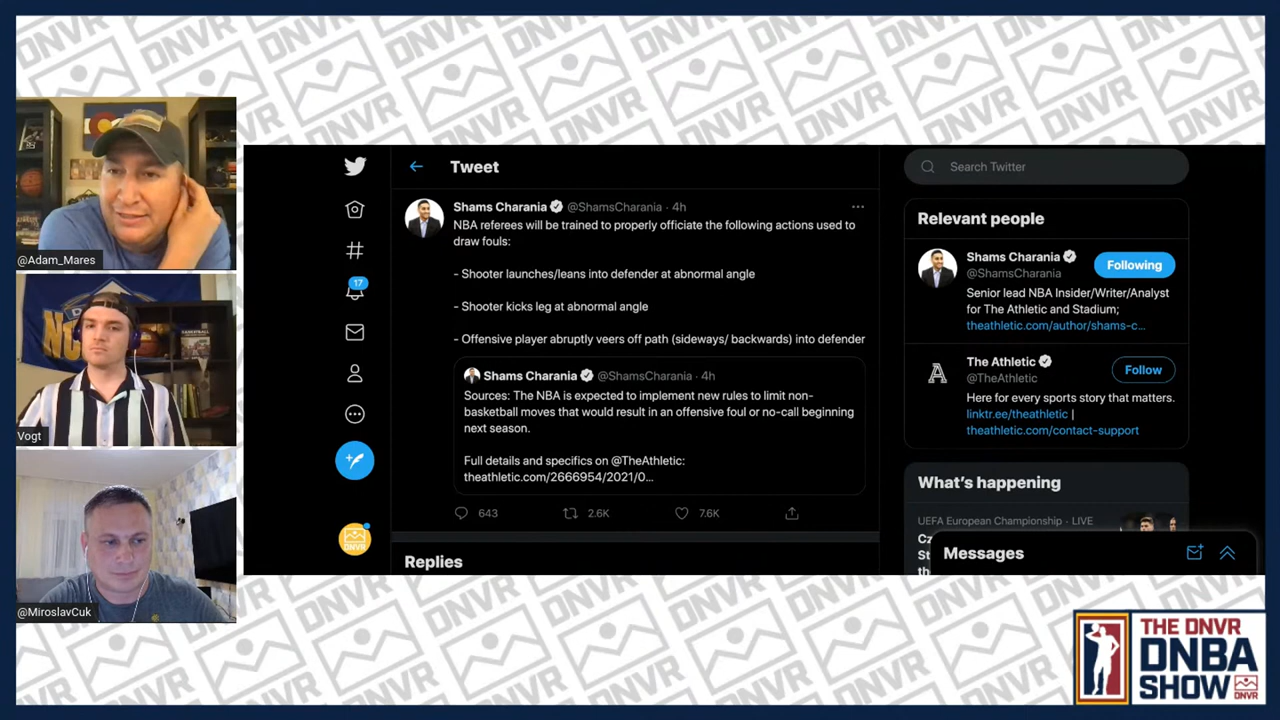 DNVR
@Adam_Mares
Vogt
@MiroslavCuk
Tweet
Shams Charania @ShamsCharania · 4h
NBA referees will be trained to properly officiate the following actions used to
draw fouls:
- Shooter launches/leans into defender at abnormal angle
- Shooter kicks leg at abnormal angle
- Offensive player abruptly veers off path (sideways/ backwards) into defender
Shams Charania @ShamsCharania · 4h
Sources: The NBA is expected to implement new rules to limit non-
basketball moves that would result in an offensive foul or no-call beginning
next season.
Full details and specifics on @TheAthletic:
theathletic.com/2666954/2021/0...
643 2.6K 7.6K
Replies
17
DNVR
Search Twitter
Relevant people
Shams Charania
@ShamsCharania
Following
Senior lead NBA Insider/Writer/Analyst
for The Athletic and Stadium;
theathletic.com/author/shams-c...
The Athletic
@TheAthletic
Follow
Here for every sports story that matters.
linktr.ee/theathletic |
theathletic.com/contact-support
What's happening
UEFA European Championship · LIVE
Messages
THE DNVR
DNBA
SHOW
DNVR